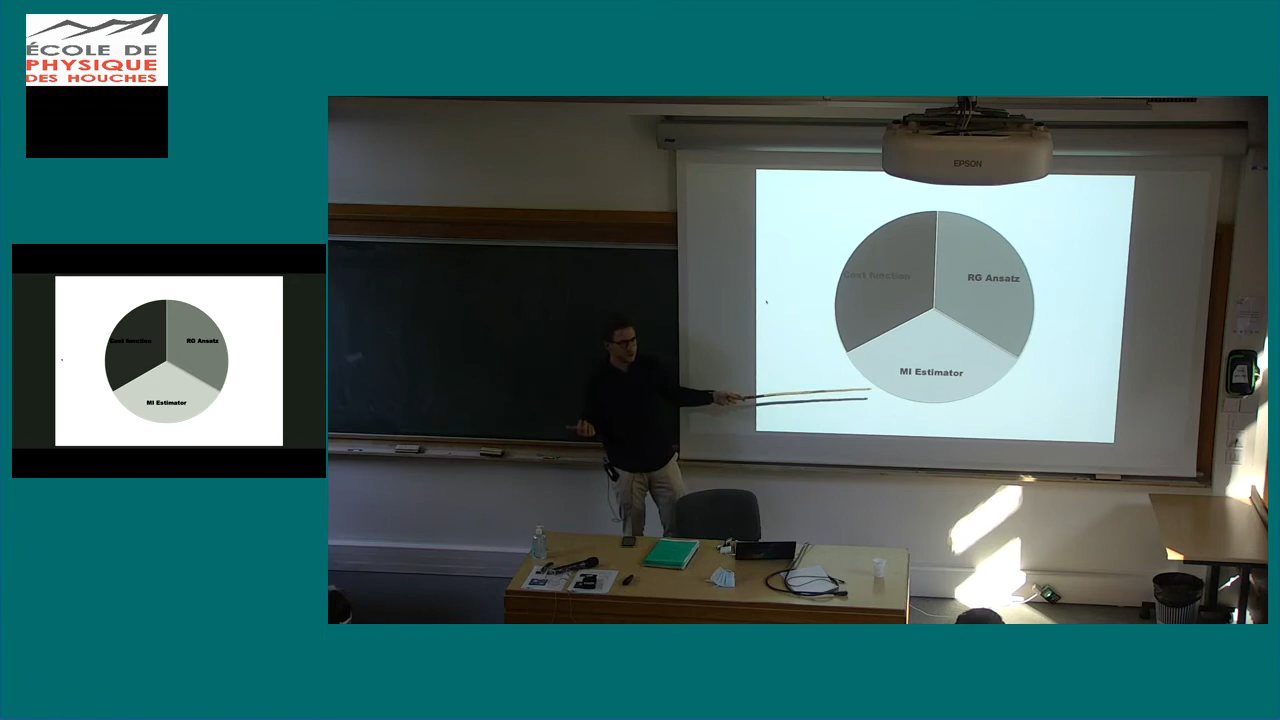 ÉCOLE DE
PHYSIQUE
DES HOUCHES
Cost function
RG Ansatz
MI Estimator
EPSON
Cost function
RG Ansatz
MI Estimator